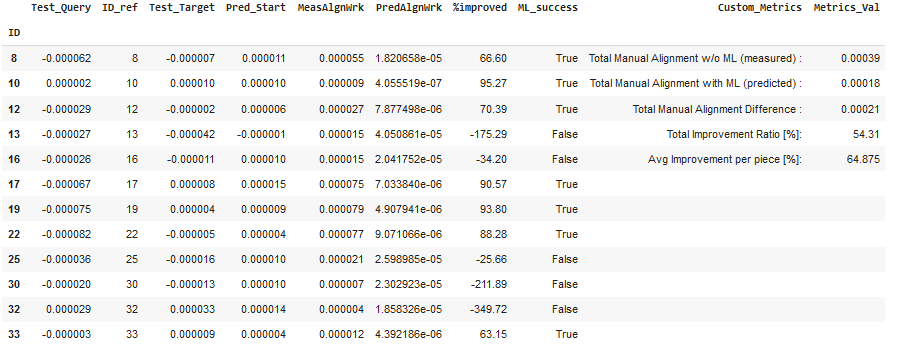 Test_Query ID_ref Test_Target Pred_Start MeasAlgnWrk PredAlgnWrk %improved ML_success Custom_Metrics Metrics_Val
ID
8 -0.000062 8 -0.000007 0.000011 0.000055 1.820658e-05 66.60 True Total Manual Alignment w/o ML (measured) : 0.00039
10 0.000002 10 0.000010 0.000010 0.000009 4.055519e-07 95.27 True Total Manual Alignment with ML (predicted) : 0.00018
12 -0.000029 12 -0.000002 0.000006 0.000027 7.877498e-06 70.39 True Total Manual Alignment Difference : 0.00021
13 -0.000027 13 -0.000042 -0.000001 0.000015 4.050861e-05 -175.29 False Total Improvement Ratio [%]: 54.31
16 -0.000026 16 -0.000011 0.000010 0.000015 2.041752e-05 -34.20 False Avg Improvement per piece [%]: 64.875
17 -0.000067 17 0.000008 0.000015 0.000075 7.033840e-06 90.57 True
19 -0.000075 19 0.000004 0.000009 0.000079 4.907941e-06 93.80 True
22 -0.000082 22 -0.000005 0.000004 0.000077 9.071066e-06 88.28 True
25 -0.000036 25 -0.000016 0.000010 0.000021 2.598985e-05 -25.66 False
30 -0.000020 30 -0.000013 0.000010 0.000007 2.302923e-05 -211.89 False
32 0.000029 32 0.000033 0.000014 0.000004 1.858326e-05 -349.72 False
33 -0.000003 33 0.000009 0.000004 0.000012 4.392186e-06 63.15 True